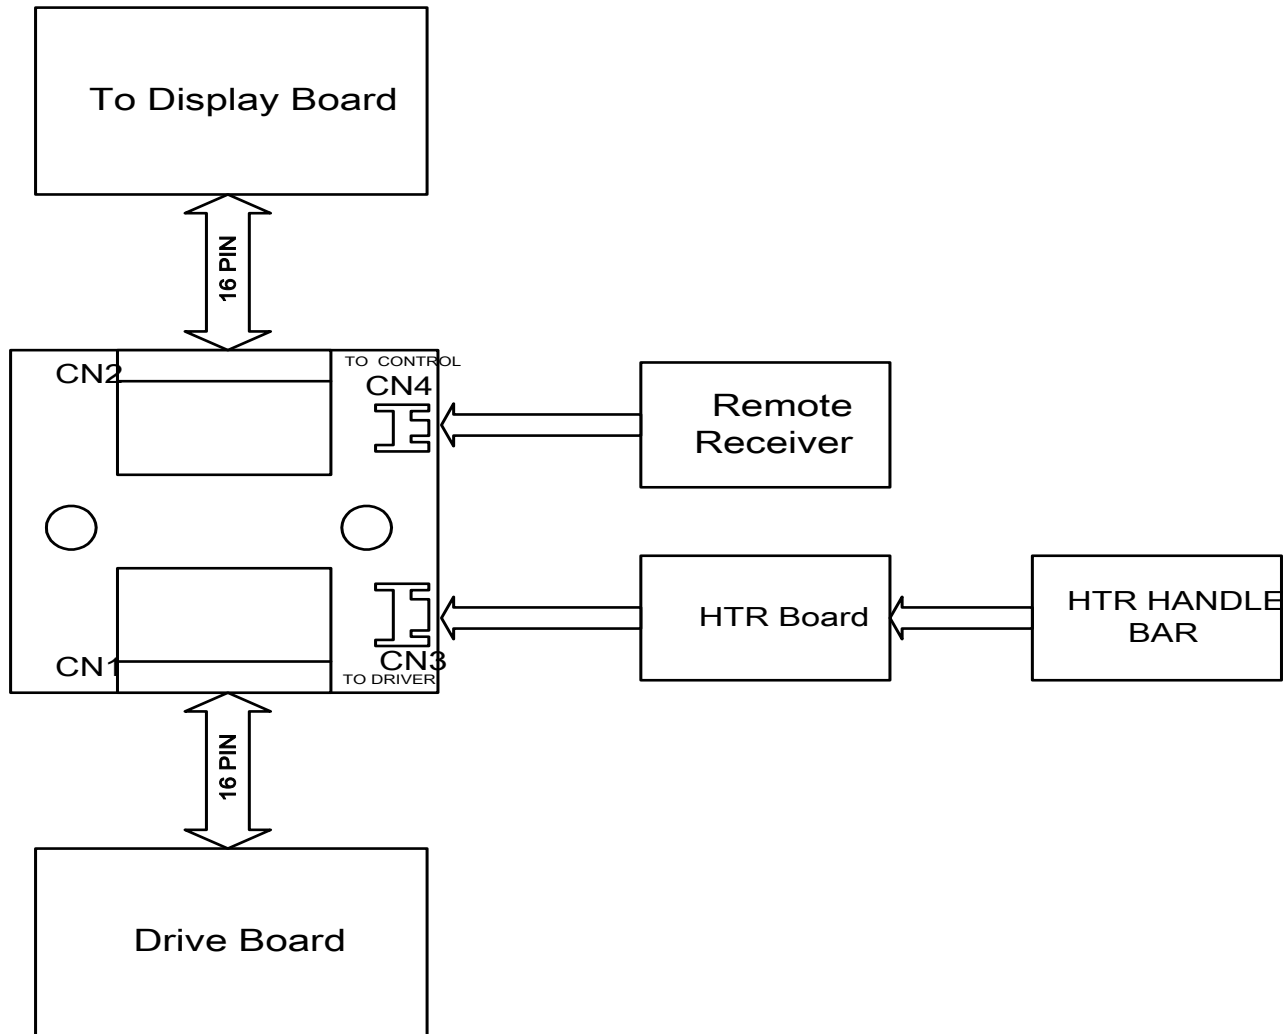 To Display Board
16 PIN
CN2
TO CONTROL
CN4
Remote
Receiver
HTR Board
HTR HANDLE
BAR
CN1
CN3
TO DRIVER
16 PIN
Drive Board